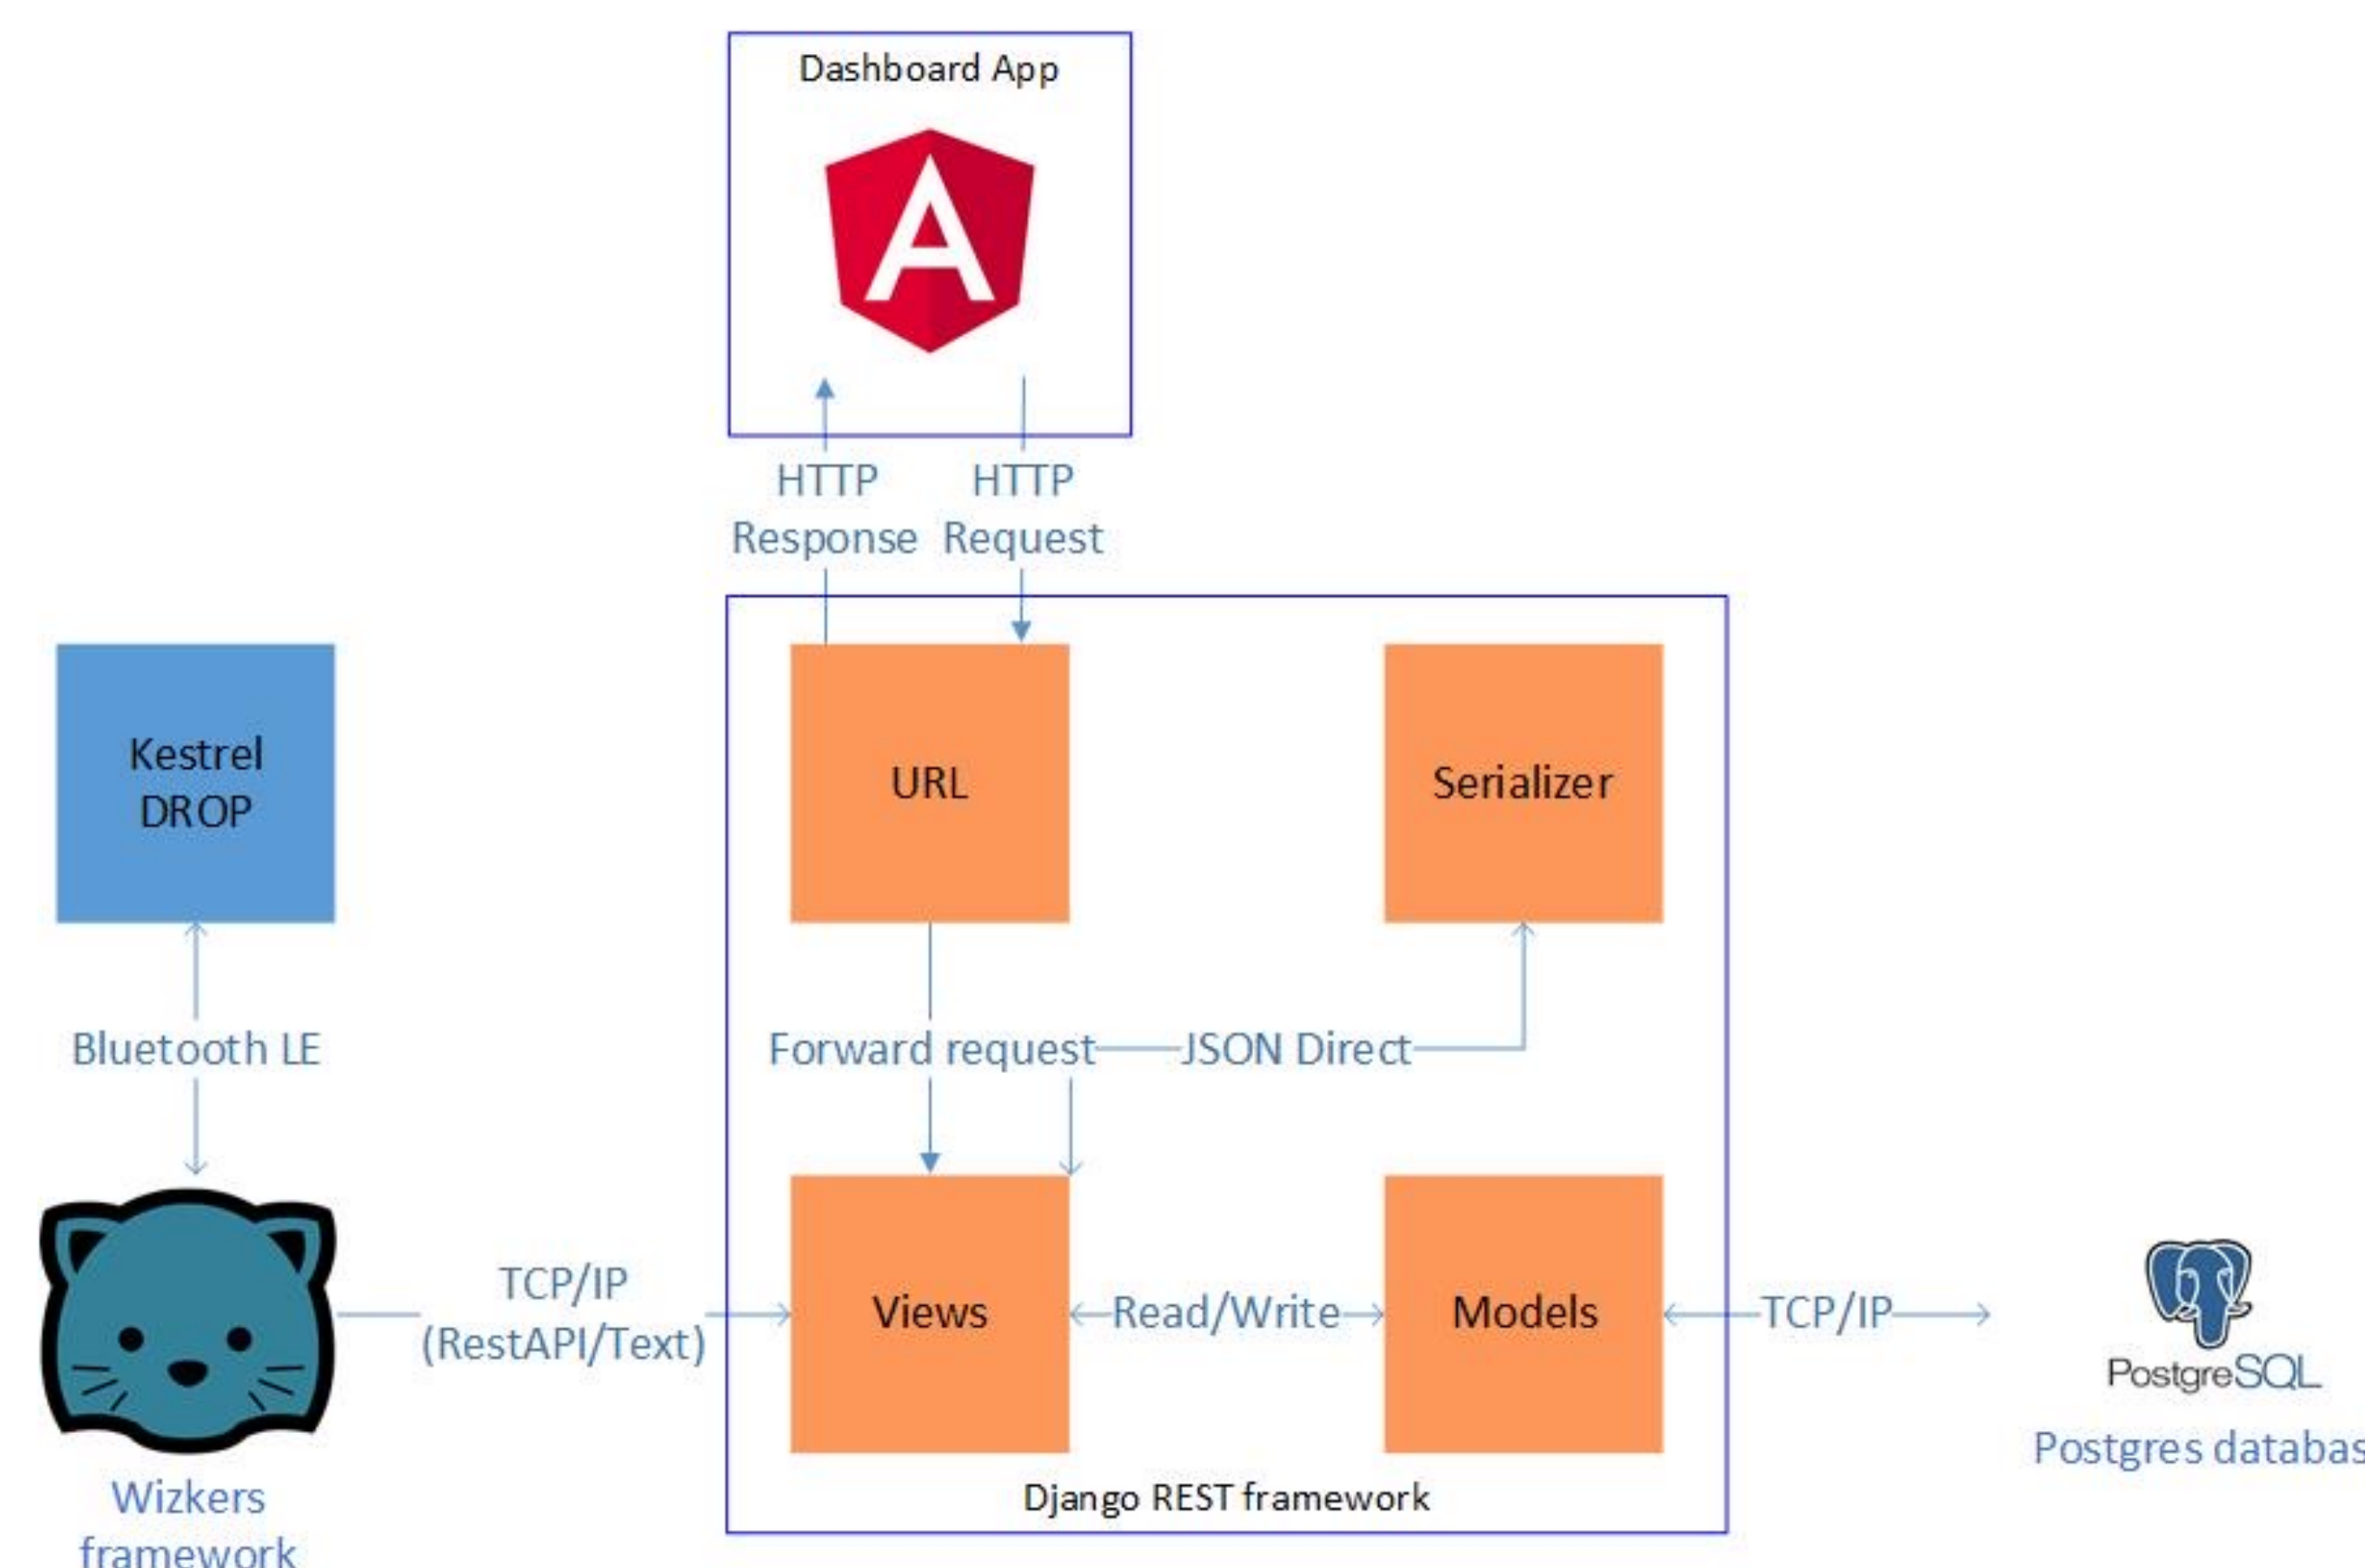 Dashboard App
HTTP
Response
HTTP
Request
Kestrel
DROP
URL
Serializer
Bluetooth LE
Forward request
JSON Direct
TCP/IP
(RestAPI/Text)
Views
Read/Write
Models
TCP/IP
PostgreSQL
Postgres databas
Wizkers
framework
Django REST framework